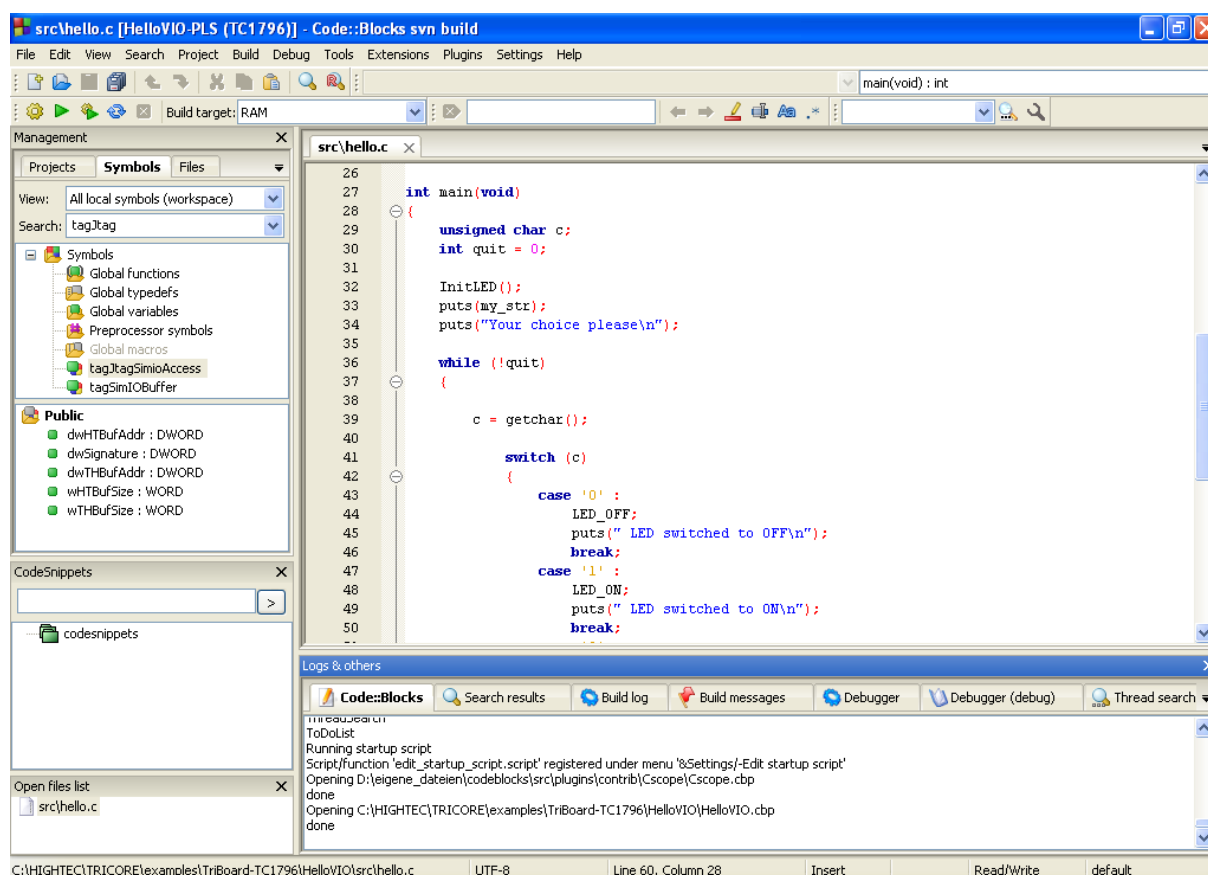 src\hello.c [HelloVIO-PLS (TC1796)] - Code::Blocks svn build
File Edit View Search Project Build Debug Tools Extensions Plugins Settings Help
main(void) : int
Build target: RAM
Management
Projects Symbols Files
View: All local symbols (workspace)
Search: tagJtag
Symbols
Global functions
Global typedefs
Global variables
Preprocessor symbols
Global macros
tagJtagSimioAccess
tagSimIOBuffer
Public
dwHTBufAddr : DWORD
dwSignature : DWORD
dwTHBufAddr : DWORD
wHTBufSize : WORD
wTHBufSize : WORD
CodeSnippets
>
codesnippets
Open files list
src\hello.c
src\hello.c
26
27 int main(void)
28 {
29 unsigned char c;
30 int quit = 0;
31
32 InitLED();
33 puts(my_str);
34 puts("Your choice please\n");
35
36 while (!quit)
37 {
38
39 c = getchar();
40
41 switch (c)
42 {
43 case '0' :
44 LED_OFF;
45 puts(" LED switched to OFF\n");
46 break;
47 case '1' :
48 LED_ON;
49 puts(" LED switched to ON\n");
50 break;
Logs & others
Code::Blocks Search results Build log Build messages Debugger Debugger (debug) Thread search
ThreadSearch
ToDoList
Running startup script
Script/function 'edit_startup_script.script' registered under menu '&Settings/-Edit startup script'
Opening D:\eigene_dateien\codeblocks\src\plugins\contrib\Cscope\Cscope.cbp
done
Opening C:\HIGHTEC\TRICORE\examples\TriBoard-TC1796\HelloVIO\HelloVIO.cbp
done
C:\HIGHTEC\TRICORE\examples\TriBoard-TC1796\HelloVIO\src\hello.c UTF-8 Line 60, Column 28 Insert Read/Write default